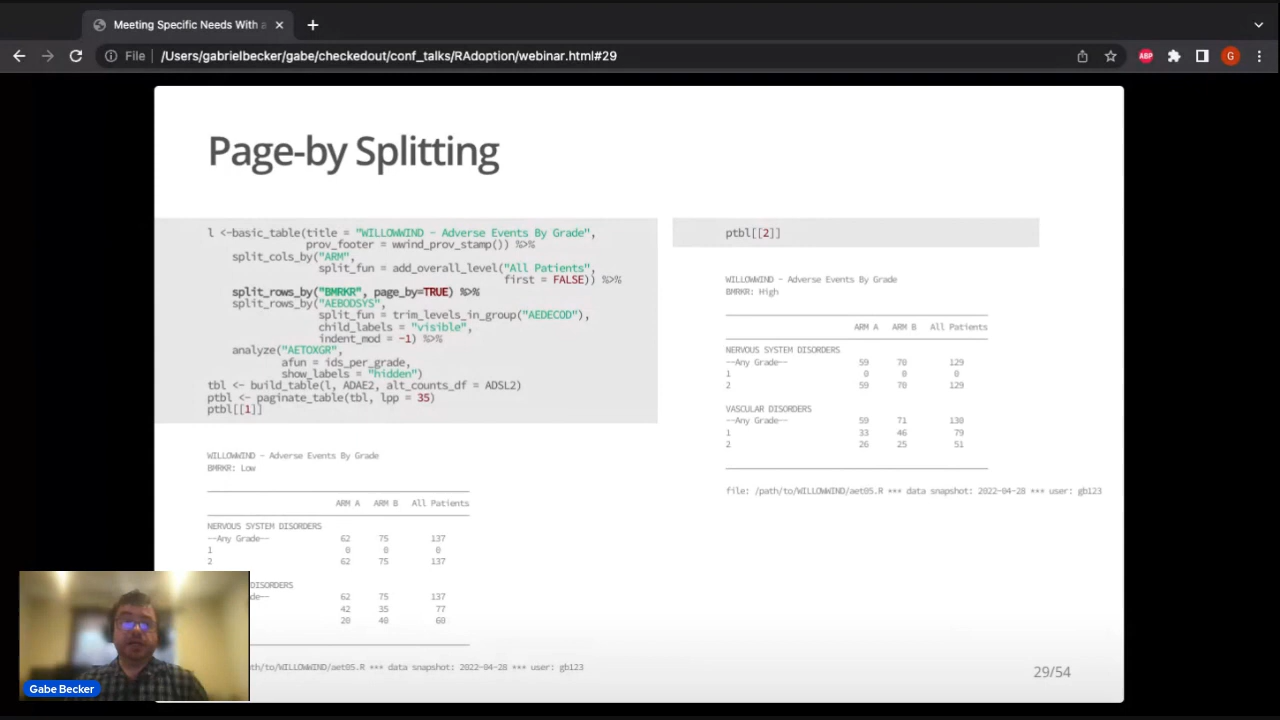 Meeting Specific Needs With a
File
/Users/gabrielbecker/gabe/checkedout/conf_talks/RAdoption/webinar.html#29
ABP
G
Page-by Splitting
l <-basic_table(title = "WILLOWWIND - Adverse Events By Grade",
prov_footer = wwind_prov_stamp()) %>%
split_cols_by("ARM",
split_fun = add_overall_level("All Patients",
first = FALSE)) %>%
split_rows_by("BMRKR", page_by=TRUE) %>%
split_rows_by("AEBODSYS",
split_fun = trim_levels_in_group("AEDECOD"),
child_labels = "visible",
indent_mod = -1) %>%
analyze("AETOXGR",
afun = ids_per_grade,
show_labels = "hidden")
tbl <- build_table(l, ADAE2, alt_counts_df = ADSL2)
ptbl <- paginate_table(tbl, lpp = 35)
ptbl[[1]]
WILLOWWIND - Adverse Events By Grade
BMRKR: Low
ARM A ARM B All Patients
NERVOUS SYSTEM DISORDERS
--Any Grade-- 62 75 137
1 0 0 0
2 62 75 137
DISORDERS
62 75 137
42 35 77
20 40 60
th/to/WILLOWWIND/aet05.R *** data snapshot: 2022-04-28 *** user: gb123
ptbl[[2]]
WILLOWWIND - Adverse Events By Grade
BMRKR: High
ARM A ARM B All Patients
NERVOUS SYSTEM DISORDERS
--Any Grade-- 59 70 129
1 0 0 0
2 59 70 129
VASCULAR DISORDERS
--Any Grade-- 59 71 130
1 33 46 79
2 26 25 51
file: /path/to/WILLOWWIND/aet05.R *** data snapshot: 2022-04-28 *** user: gb123
29/54
Gabe Becker